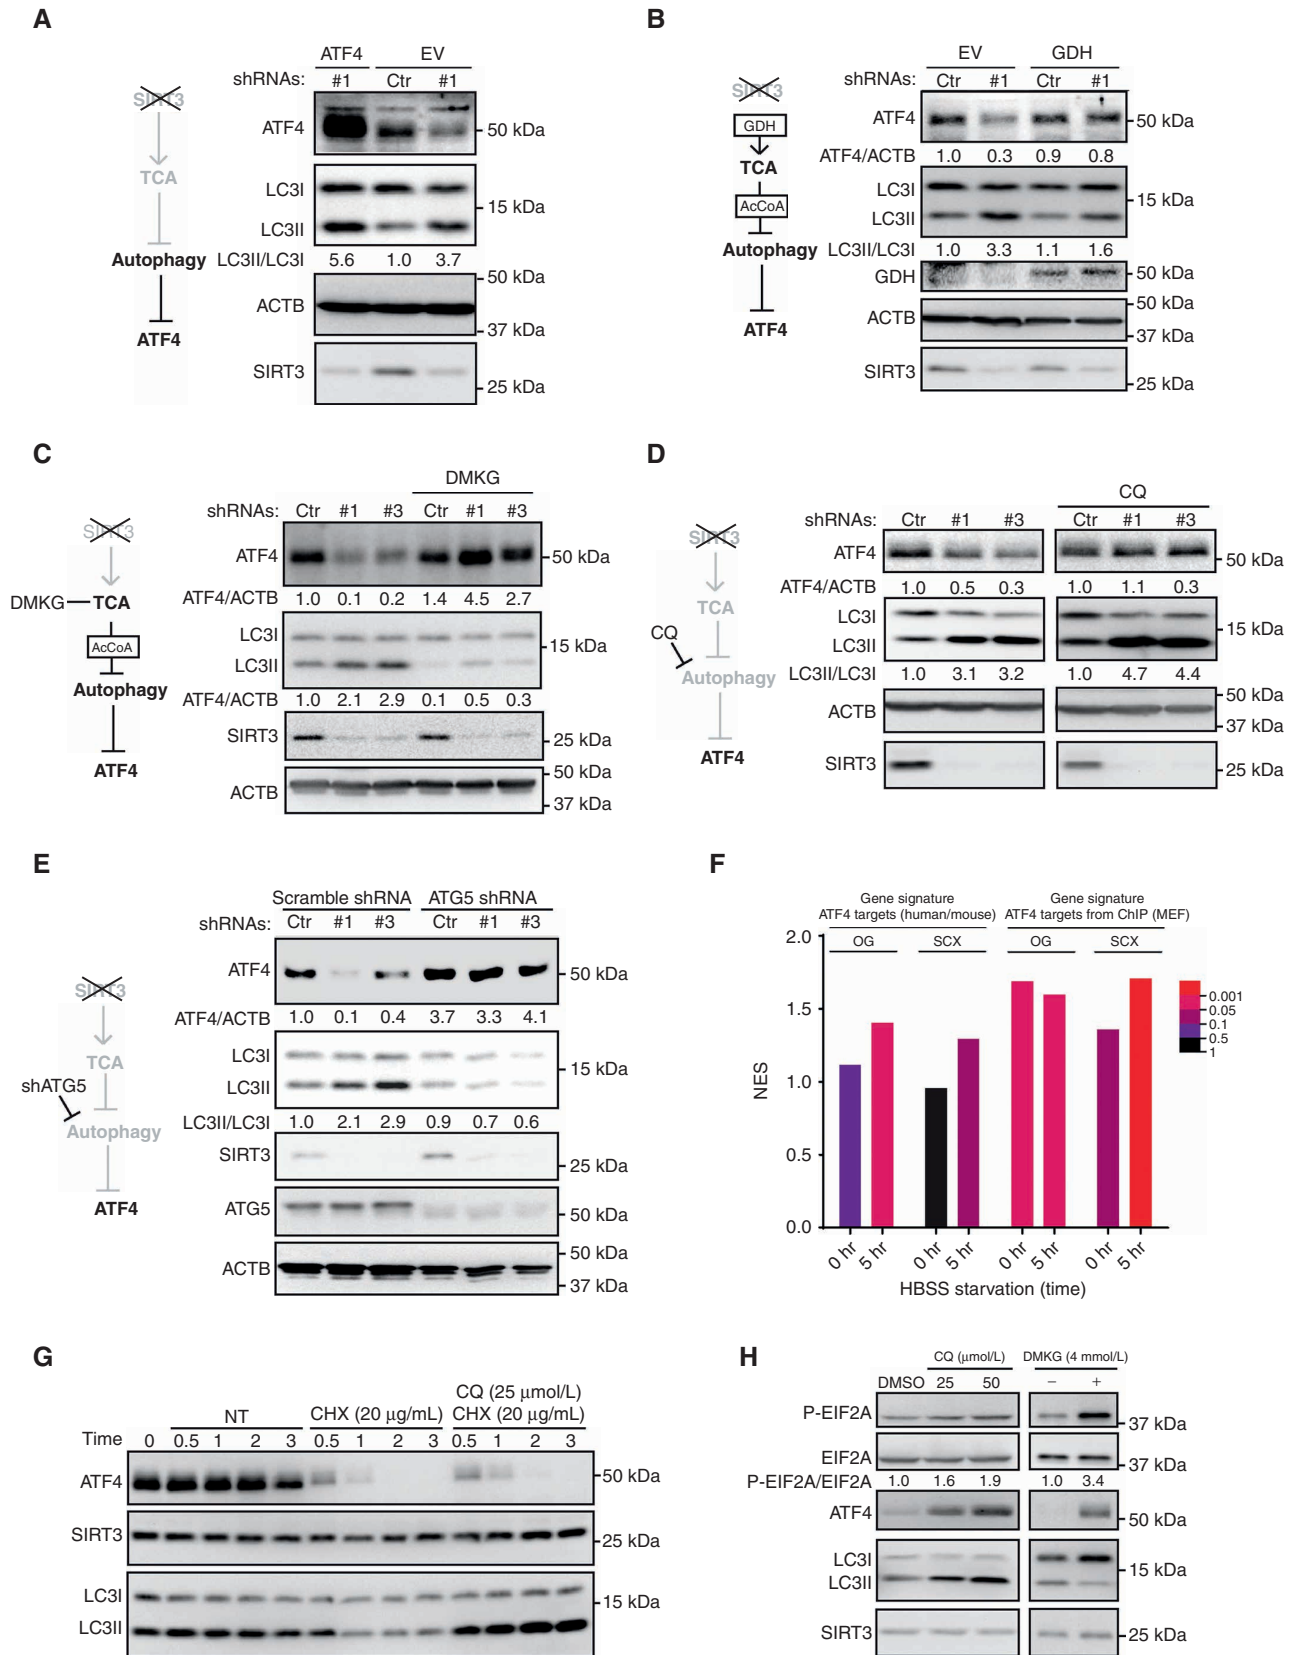 A
ATF4 EV
shRNAs: #1 Ctr #1
SIRT3
TCA
Autophagy
ATF4
ATF4
50 kDa
LC3I
15 kDa
LC3II
LC3II/LC3I 5.6 1.0 3.7
50 kDa
ACTB
37 kDa
SIRT3
25 kDa
B
EV GDH
shRNAs: Ctr #1 Ctr #1
SIRT3
GDH
TCA
AcCoA
Autophagy
ATF4
ATF4
50 kDa
ATF4/ACTB 1.0 0.3 0.9 0.8
LC3I
15 kDa
LC3II
LC3II/LC3I 1.0 3.3 1.1 1.6
GDH
50 kDa
50 kDa
ACTB
37 kDa
SIRT3
25 kDa
C
DMKG
shRNAs: Ctr #1 #3 Ctr #1 #3
SIRT3
DMKG TCA
AcCoA
Autophagy
ATF4
ATF4
50 kDa
ATF4/ACTB 1.0 0.1 0.2 1.4 4.5 2.7
LC3I
15 kDa
LC3II
ATF4/ACTB 1.0 2.1 2.9 0.1 0.5 0.3
SIRT3
25 kDa
50 kDa
ACTB
37 kDa
D
CQ
shRNAs: Ctr #1 #3 Ctr #1 #3
SIRT3
TCA
CQ
Autophagy
ATF4
ATF4
50 kDa
ATF4/ACTB 1.0 0.5 0.3 1.0 1.1 0.3
LC3I
15 kDa
LC3II
LC3II/LC3I 1.0 3.1 3.2 1.0 4.7 4.4
50 kDa
ACTB
37 kDa
SIRT3
25 kDa
E
Scramble shRNA ATG5 shRNA
shRNAs: Ctr #1 #3 Ctr #1 #3
SIRT3
TCA
shATG5
Autophagy
ATF4
ATF4
50 kDa
ATF4/ACTB 1.0 0.1 0.4 3.7 3.3 4.1
LC3I
15 kDa
LC3II
LC3II/LC3I 1.0 2.1 2.9 0.9 0.7 0.6
SIRT3
25 kDa
ATG5
50 kDa
50 kDa
ACTB
37 kDa
F
Gene signature
ATF4 targets (human/mouse)
Gene signature
ATF4 targets from ChIP (MEF)
OG SCX OG SCX
2.0
1.5
1.0
0.5
0.0
NES
0.001
0.05
0.1
0.5
1
0 hr 5 hr 0 hr 5 hr 0 hr 5 hr 0 hr 5 hr
HBSS starvation (time)
G
NT
CHX (20 µg/mL)
CQ (25 µmol/L)
CHX (20 µg/mL)
Time 0 0.5 1 2 3 0.5 1 2 3 0.5 1 2 3
ATF4
50 kDa
SIRT3
25 kDa
LC3I
15 kDa
LC3II
H
CQ (µmol/L) DMKG (4 mmol/L)
DMSO 25 50 − +
P-EIF2A
37 kDa
EIF2A
37 kDa
P-EIF2A/EIF2A 1.0 1.6 1.9 1.0 3.4
ATF4
50 kDa
LC3I
15 kDa
LC3II
SIRT3
25 kDa